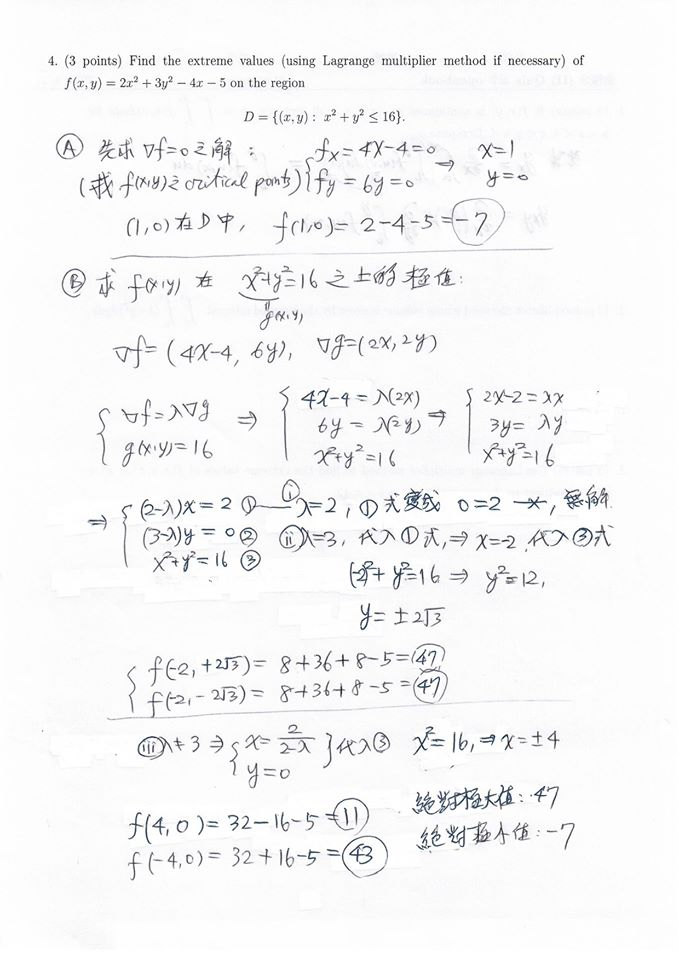 4. (3 points) Find the extreme values (using Lagrange multiplier method if necessary) of
f(x, y) = 2x² + 3y² − 4x − 5 on the region
D = {(x, y) : x² + y² ≤ 16}.
Ⓐ 先求 ∇f=0 之解: { fx = 4x-4=0 → x=1
(找 f(x,y) 之 critical points) { fy = 6y=0 y=0
(1,0) 在 D 中, f(1,0)= 2-4-5= -7
Ⓑ 求 f(x,y) 在 x²+y²=16 之上的極值:
g(x,y)
∇f= (4x-4, 6y), ∇g=(2x,2y)
{ ∇f=λ∇g ⇒ { 4x-4=λ(2x) ⇒ { 2x-2=λx
6y = λ(2y) 3y= λy
g(x,y)=16 x²+y²=16 x²+y²=16
⇒ { (2-λ)x=2 ① ⓘ λ=2, ①式變成 0=2 →←, 無解
(3-λ)y=0 ② ⓘⓘ λ=3, 代入①式, ⇒ x=-2, 代入③式
x²+y²=16 ③ (-2)²+y²=16 ⇒ y²=12,
y= ±2√3
{ f(-2,+2√3)= 8+36+8-5=47
f(-2,-2√3)= 8+36+8-5=47
ⓘⓘⓘ λ≠3 ⇒ { x= 2/(2-λ) } 代入③ x²=16, ⇒ x=±4
y=0
絕對極大值: 47
f(4,0)=32-16-5=11
絕對極小值: -7
f(-4,0)=32+16-5=43